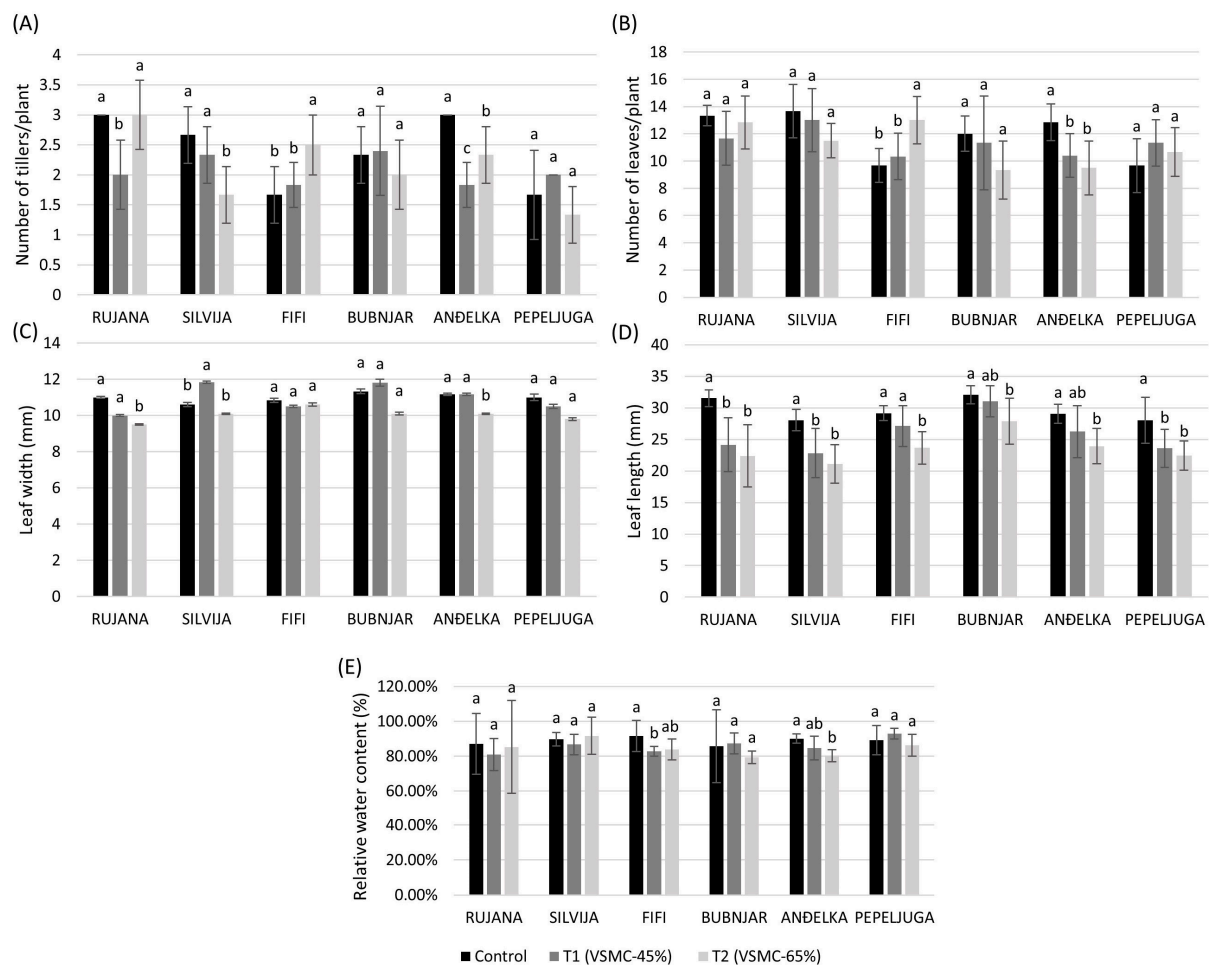 (A)
Number of tillers/plant
4
3.5
3
2.5
2
1.5
1
0.5
0
a b a
a a b
b b a
a a a
a c b
a a a
RUJANA SILVIJA FIFI BUBNJAR ANĐELKA PEPELJUGA
(B)
Number of leaves/plant
18
16
14
12
10
8
6
4
2
0
a a a
a a a
b b a
a a a
a b b
a a a
RUJANA SILVIJA FIFI BUBNJAR ANĐELKA PEPELJUGA
(C)
Leaf width (mm)
14
12
10
8
6
4
2
0
a a b
b a b
a a a
a a a
a a b
a a a
RUJANA SILVIJA FIFI BUBNJAR ANĐELKA PEPELJUGA
(D)
Leaf length (mm)
40
35
30
25
20
15
10
5
0
a b b
a b b
a a b
a ab b
a ab b
a b b
RUJANA SILVIJA FIFI BUBNJAR ANĐELKA PEPELJUGA
(E)
Relative water content (%)
120.00%
100.00%
80.00%
60.00%
40.00%
20.00%
0.00%
a a a
a a a
a b ab
a a a
a ab b
a a a
RUJANA SILVIJA FIFI BUBNJAR ANĐELKA PEPELJUGA
Control T1 (VSMC-45%) T2 (VSMC-65%)